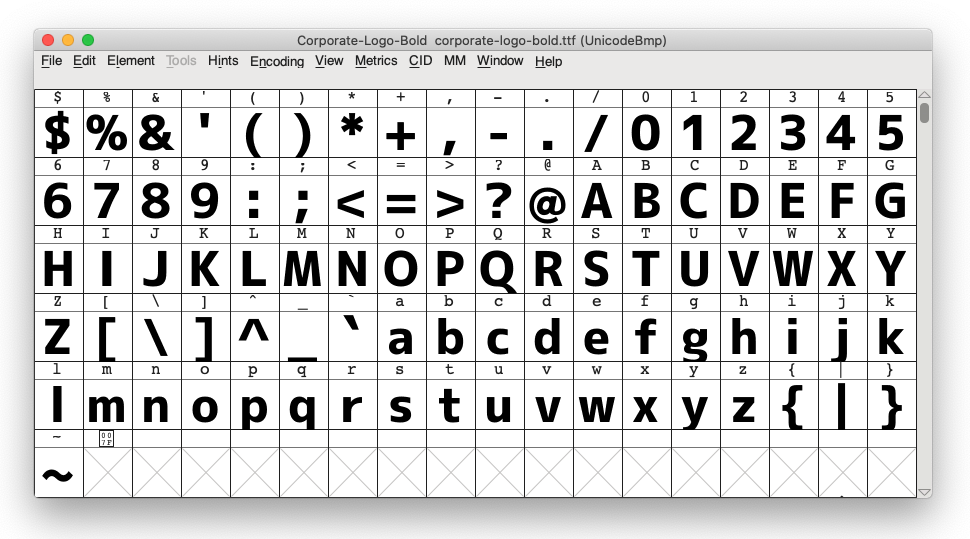 Corporate-Logo-Bold  corporate-logo-bold.ttf (UnicodeBmp)
File Edit Element Tools Hints Encoding View Metrics CID MM Window Help
$ % & ' ( ) * + , - . / 0 1 2 3 4 5
$ % & ' ( ) * + , - . / 0 1 2 3 4 5
6 7 8 9 : ; < = > ? @ A B C D E F G
6 7 8 9 : ; < = > ? @ A B C D E F G
H I J K L M N O P Q R S T U V W X Y
H I J K L M N O P Q R S T U V W X Y
Z [ \ ] ^ _ ` a b c d e f g h i j k
Z [ \ ] ^ _ ` a b c d e f g h i j k
l m n o p q r s t u v w x y z { | }
l m n o p q r s t u v w x y z { | }
~ 007F
~